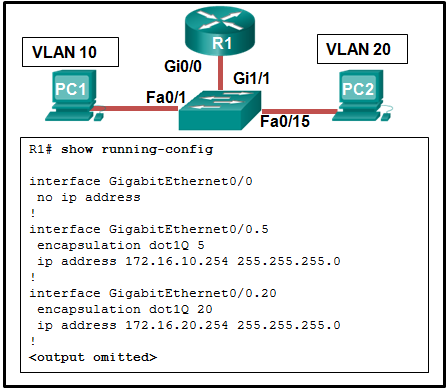 R1
VLAN 10
VLAN 20
Gi0/0
PC1
Gi1/1
PC2
Fa0/1
Fa0/15
R1# show running-config
interface GigabitEthernet0/0
no ip address
!
interface GigabitEthernet0/0.5
encapsulation dot1Q 5
ip address 172.16.10.254 255.255.255.0
!
interface GigabitEthernet0/0.20
encapsulation dot1Q 20
ip address 172.16.20.254 255.255.255.0
!
<output omitted>